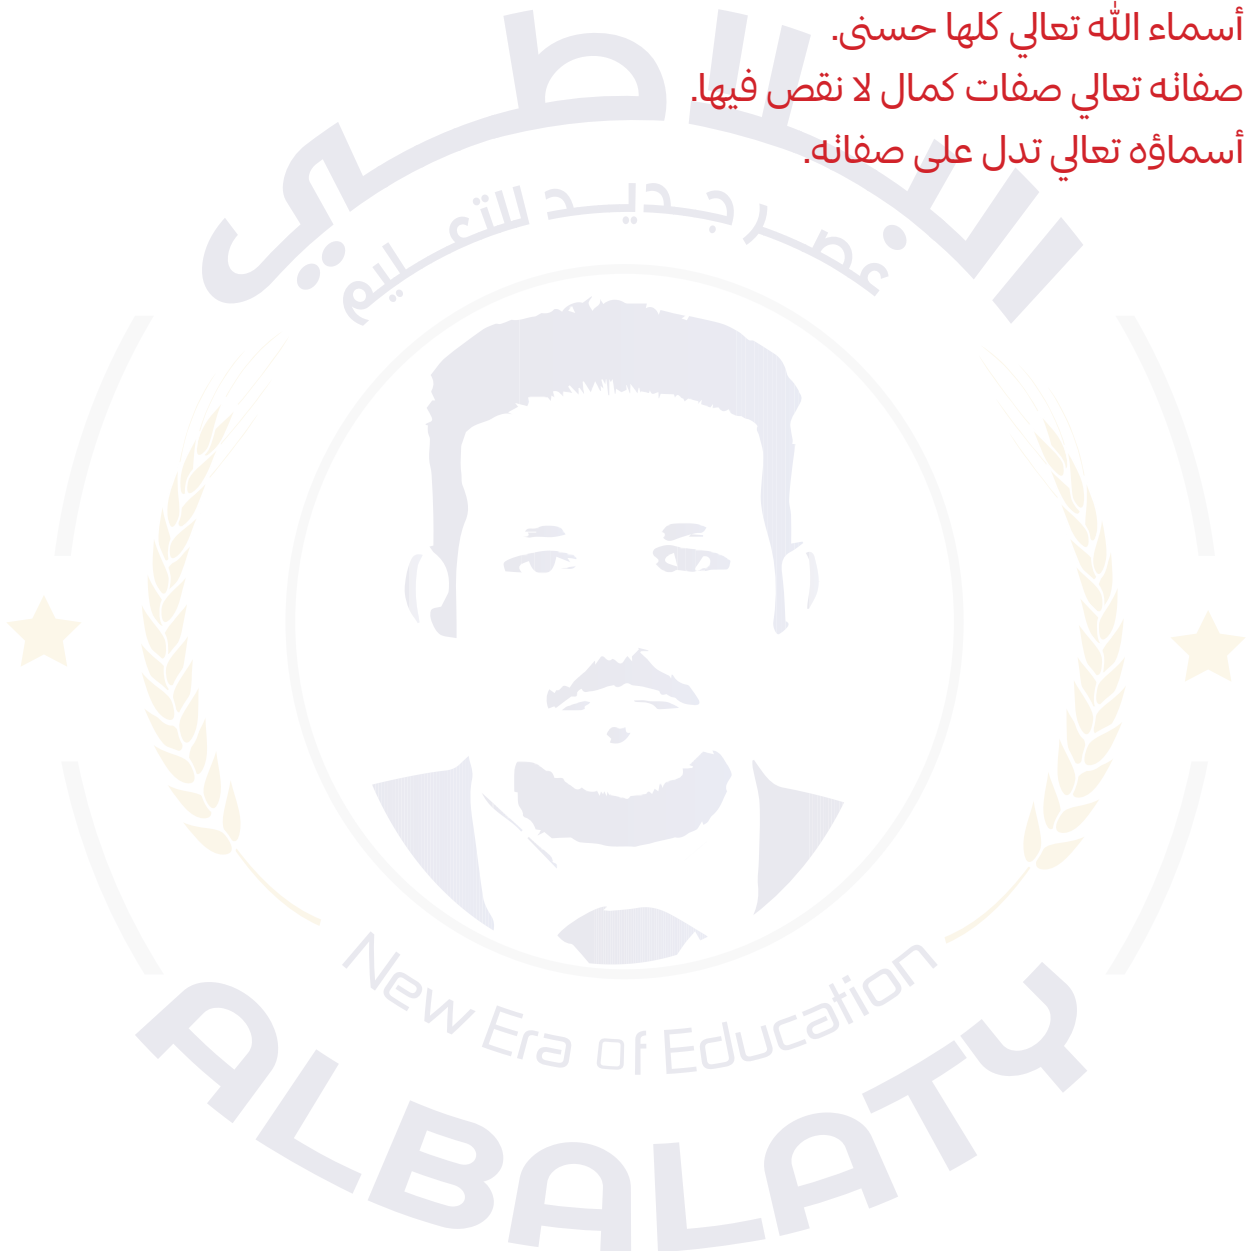 أسماء الله تعالي كلها حسنى.
صفاته تعالي صفات كمال لا نقص فيها.
أسماؤه تعالي تدل على صفاته.
البلاطي
عصر جديد للتعليم
New Era of Education
ALBALATY